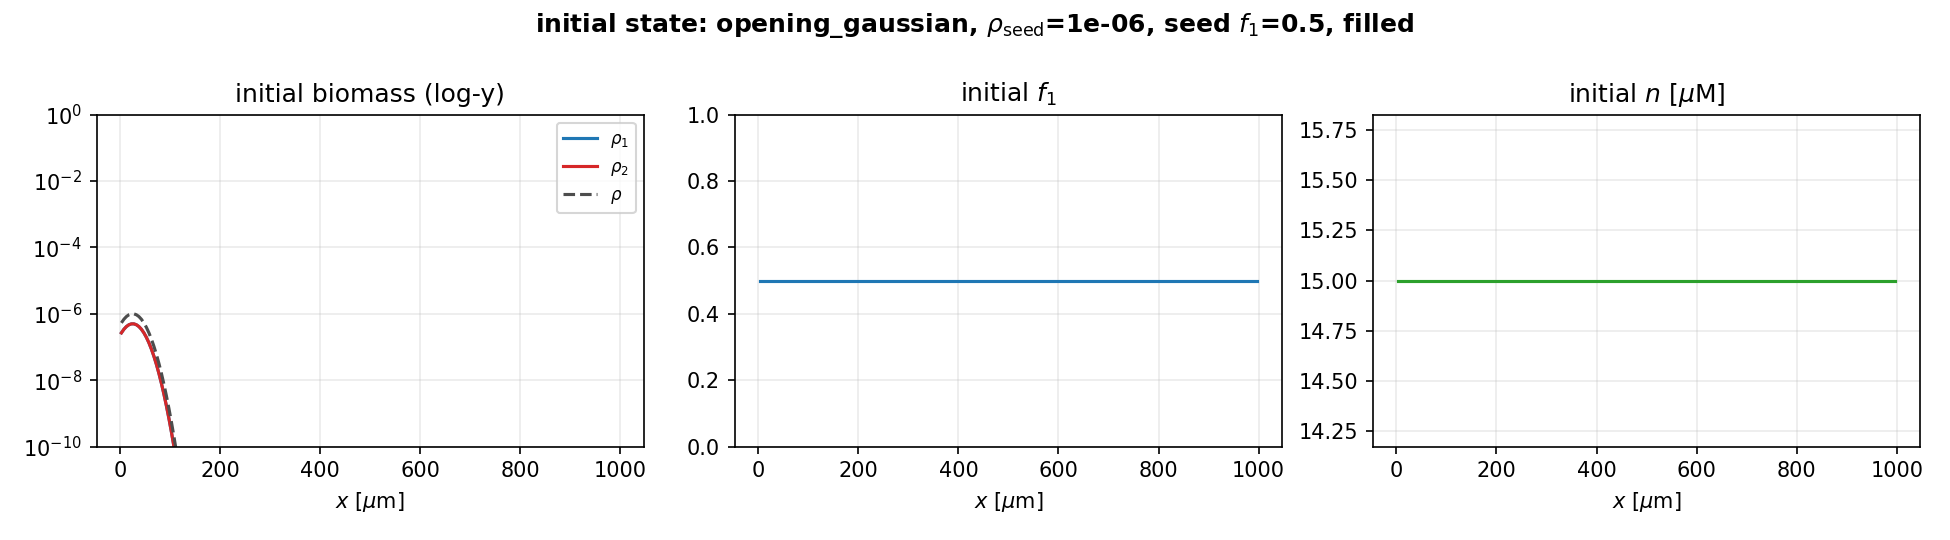 initial state: opening_gaussian, ρseed=1e-06, seed f₁=0.5, filled
initial biomass (log-y)
10⁰
10⁻²
10⁻⁴
10⁻⁶
10⁻⁸
10⁻¹⁰
ρ₁
ρ₂
ρ
0 200 400 600 800 1000
x [μm]
initial f₁
1.0
0.8
0.6
0.4
0.2
0.0
0 200 400 600 800 1000
x [μm]
initial n [μM]
15.75
15.50
15.25
15.00
14.75
14.50
14.25
0 200 400 600 800 1000
x [μm]